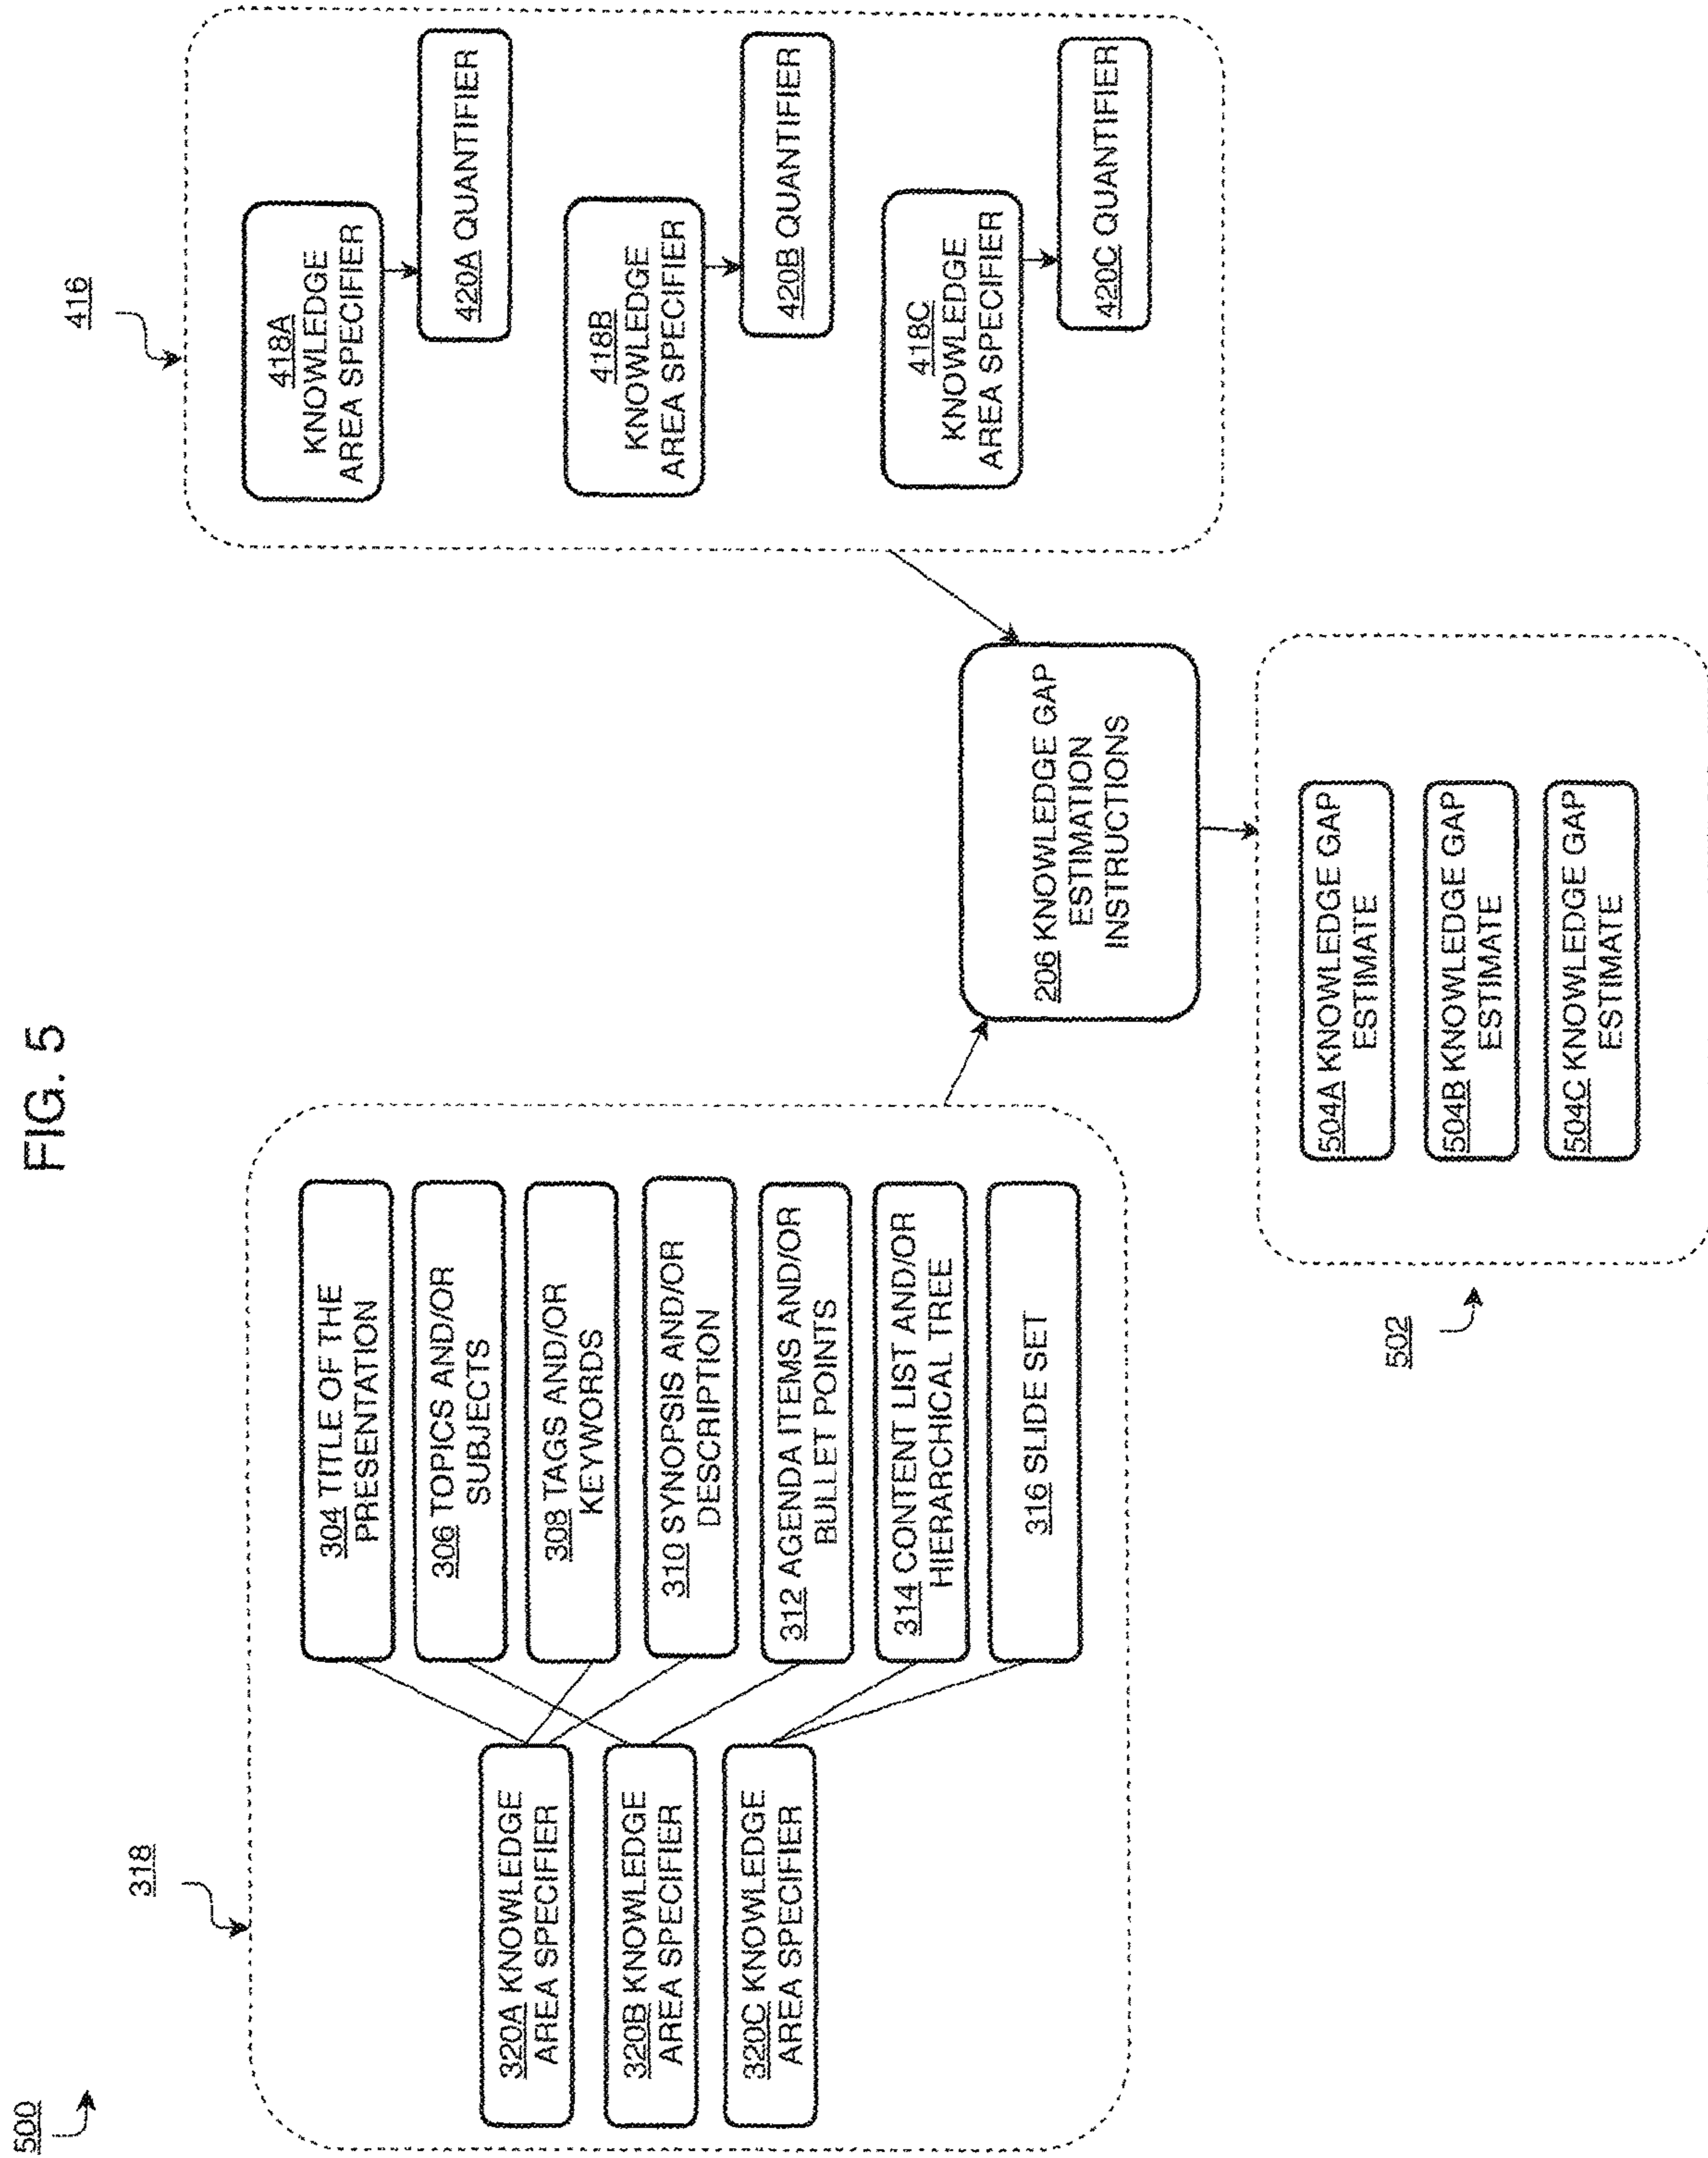 FIG. 5
500
318
320A KNOWLEDGE
AREA SPECIFIER
320B KNOWLEDGE
AREA SPECIFIER
320C KNOWLEDGE
AREA SPECIFIER
304 TITLE OF THE
PRESENTATION
306 TOPICS AND/OR
SUBJECTS
308 TAGS AND/OR
KEYWORDS
310 SYNOPSIS AND/OR
DESCRIPTION
312 AGENDA ITEMS AND/OR
BULLET POINTS
314 CONTENT LIST AND/OR
HIERARCHICAL TREE
316 SLIDE SET
416
418A
KNOWLEDGE
AREA SPECIFIER
420A QUANTIFIER
418B
KNOWLEDGE
AREA SPECIFIER
420B QUANTIFIER
418C
KNOWLEDGE
AREA SPECIFIER
420C QUANTIFIER
206 KNOWLEDGE GAP
ESTIMATION
INSTRUCTIONS
502
504A KNOWLEDGE GAP
ESTIMATE
504B KNOWLEDGE GAP
ESTIMATE
504C KNOWLEDGE GAP
ESTIMATE